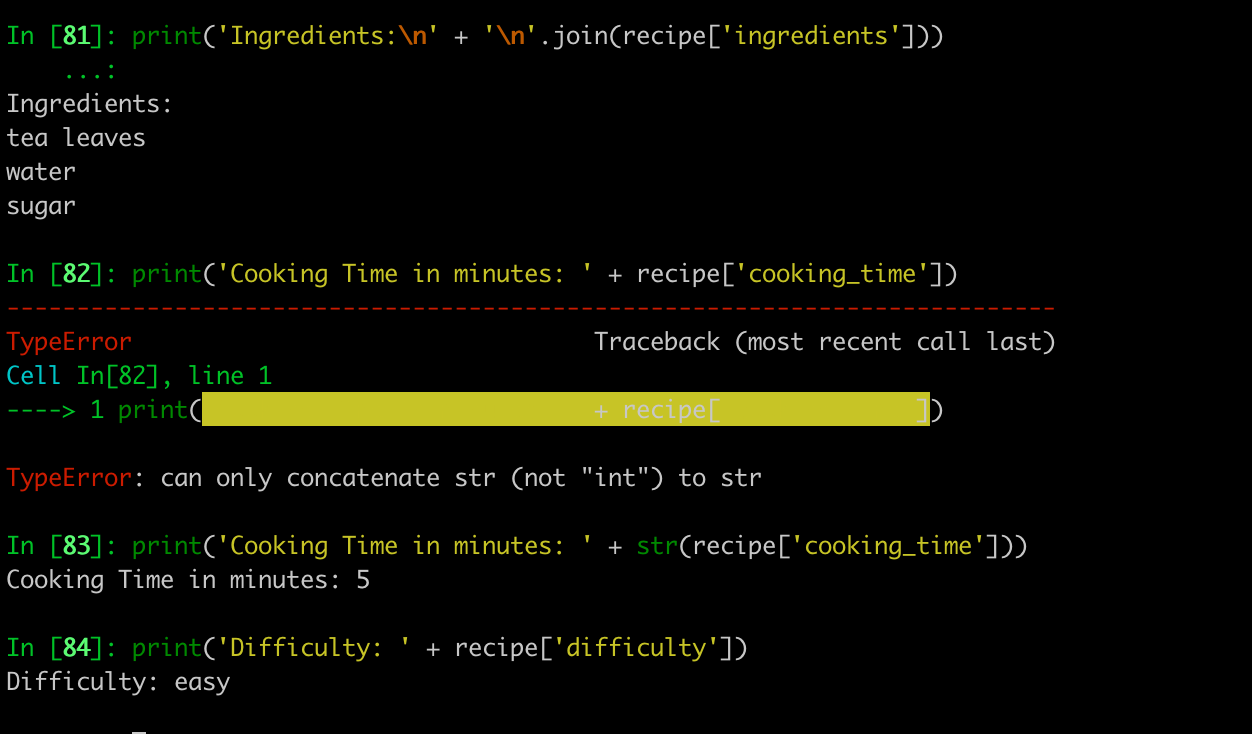 In [81]: print('Ingredients:\n' + '\n'.join(recipe['ingredients']))
    ...:
Ingredients:
tea leaves
water
sugar
In [82]: print('Cooking Time in minutes: ' + recipe['cooking_time'])
---------------------------------------------------------------------------
TypeError                                 Traceback (most recent call last)
Cell In[82], line 1
----> 1 print(                            + recipe[              ])
TypeError: can only concatenate str (not "int") to str
In [83]: print('Cooking Time in minutes: ' + str(recipe['cooking_time']))
Cooking Time in minutes: 5
In [84]: print('Difficulty: ' + recipe['difficulty'])
Difficulty: easy